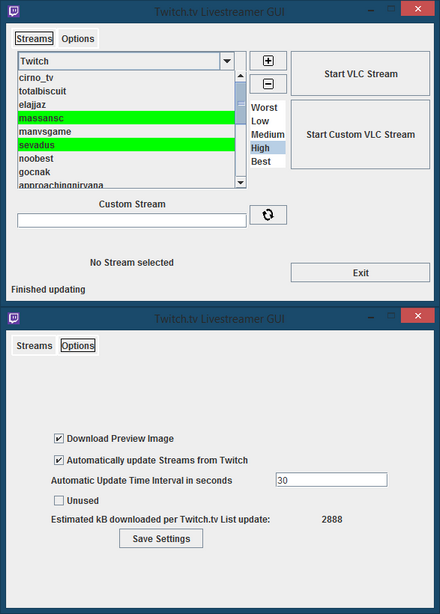 Twitch.tv Livestreamer GUI
Streams Options
Twitch
cirno_tv
totalbiscuit
elajjaz
massansc
manvsgame
sevadus
noobest
gocnak
approachingnirvana
Worst
Low
Medium
High
Best
Start VLC Stream
Start Custom VLC Stream
Custom Stream
No Stream selected
Exit
Finished updating
Twitch.tv Livestreamer GUI
Streams Options
Download Preview Image
Automatically update Streams from Twitch
Automatic Update Time Interval in seconds 30
Unused
Estimated kB downloaded per Twitch.tv List update: 2888
Save Settings